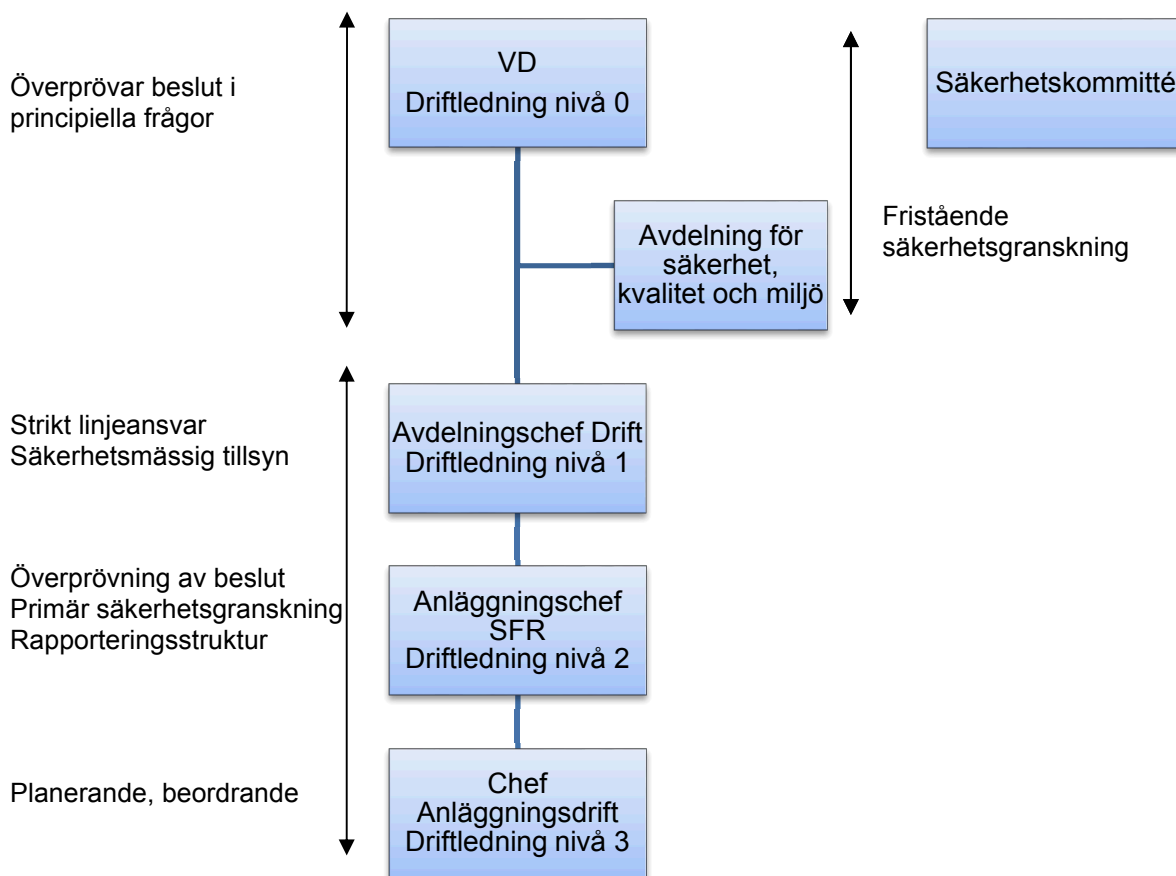 Överprövar beslut i
principiella frågor
VD
Driftledning nivå 0
Säkerhetskommitté
Avdelning för
säkerhet,
kvalitet och miljö
Fristående
säkerhetsgranskning
Strikt linjeansvar
Säkerhetsmässig tillsyn
Avdelningschef Drift
Driftledning nivå 1
Överprövning av beslut
Primär säkerhetsgranskning
Rapporteringsstruktur
Anläggningschef
SFR
Driftledning nivå 2
Planerande, beordrande
Chef
Anläggningsdrift
Driftledning nivå 3